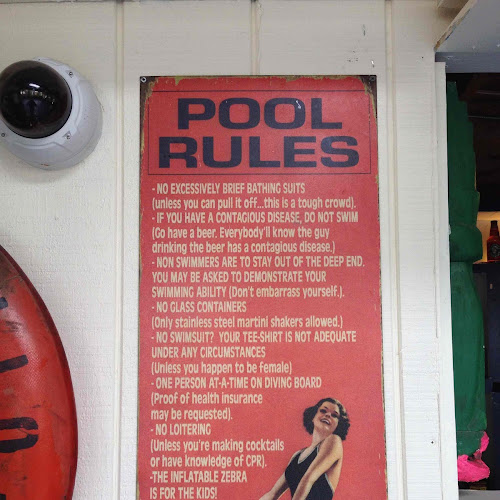 POOL
RULES
- NO EXCESSIVELY BRIEF BATHING SUITS
(unless you can pull it off...this is a tough crowd).
- IF YOU HAVE A CONTAGIOUS DISEASE, DO NOT SWIM
(Go have a beer. Everybody'll know the guy
drinking the beer has a contagious disease.)
- NON SWIMMERS ARE TO STAY OUT OF THE DEEP END.
YOU MAY BE ASKED TO DEMONSTRATE YOUR
SWIMMING ABILITY (Don't embarrass yourself.).
- NO GLASS CONTAINERS
(Only stainless steel martini shakers allowed.)
- NO SWIMSUIT? YOUR TEE-SHIRT IS NOT ADEQUATE
UNDER ANY CIRCUMSTANCES
(Unless you happen to be female)
- ONE PERSON AT-A-TIME ON DIVING BOARD
(Proof of health insurance
may be requested).
- NO LOITERING
(Unless you're making cocktails
or have knowledge of CPR).
-THE INFLATABLE ZEBRA
IS FOR THE KIDS!